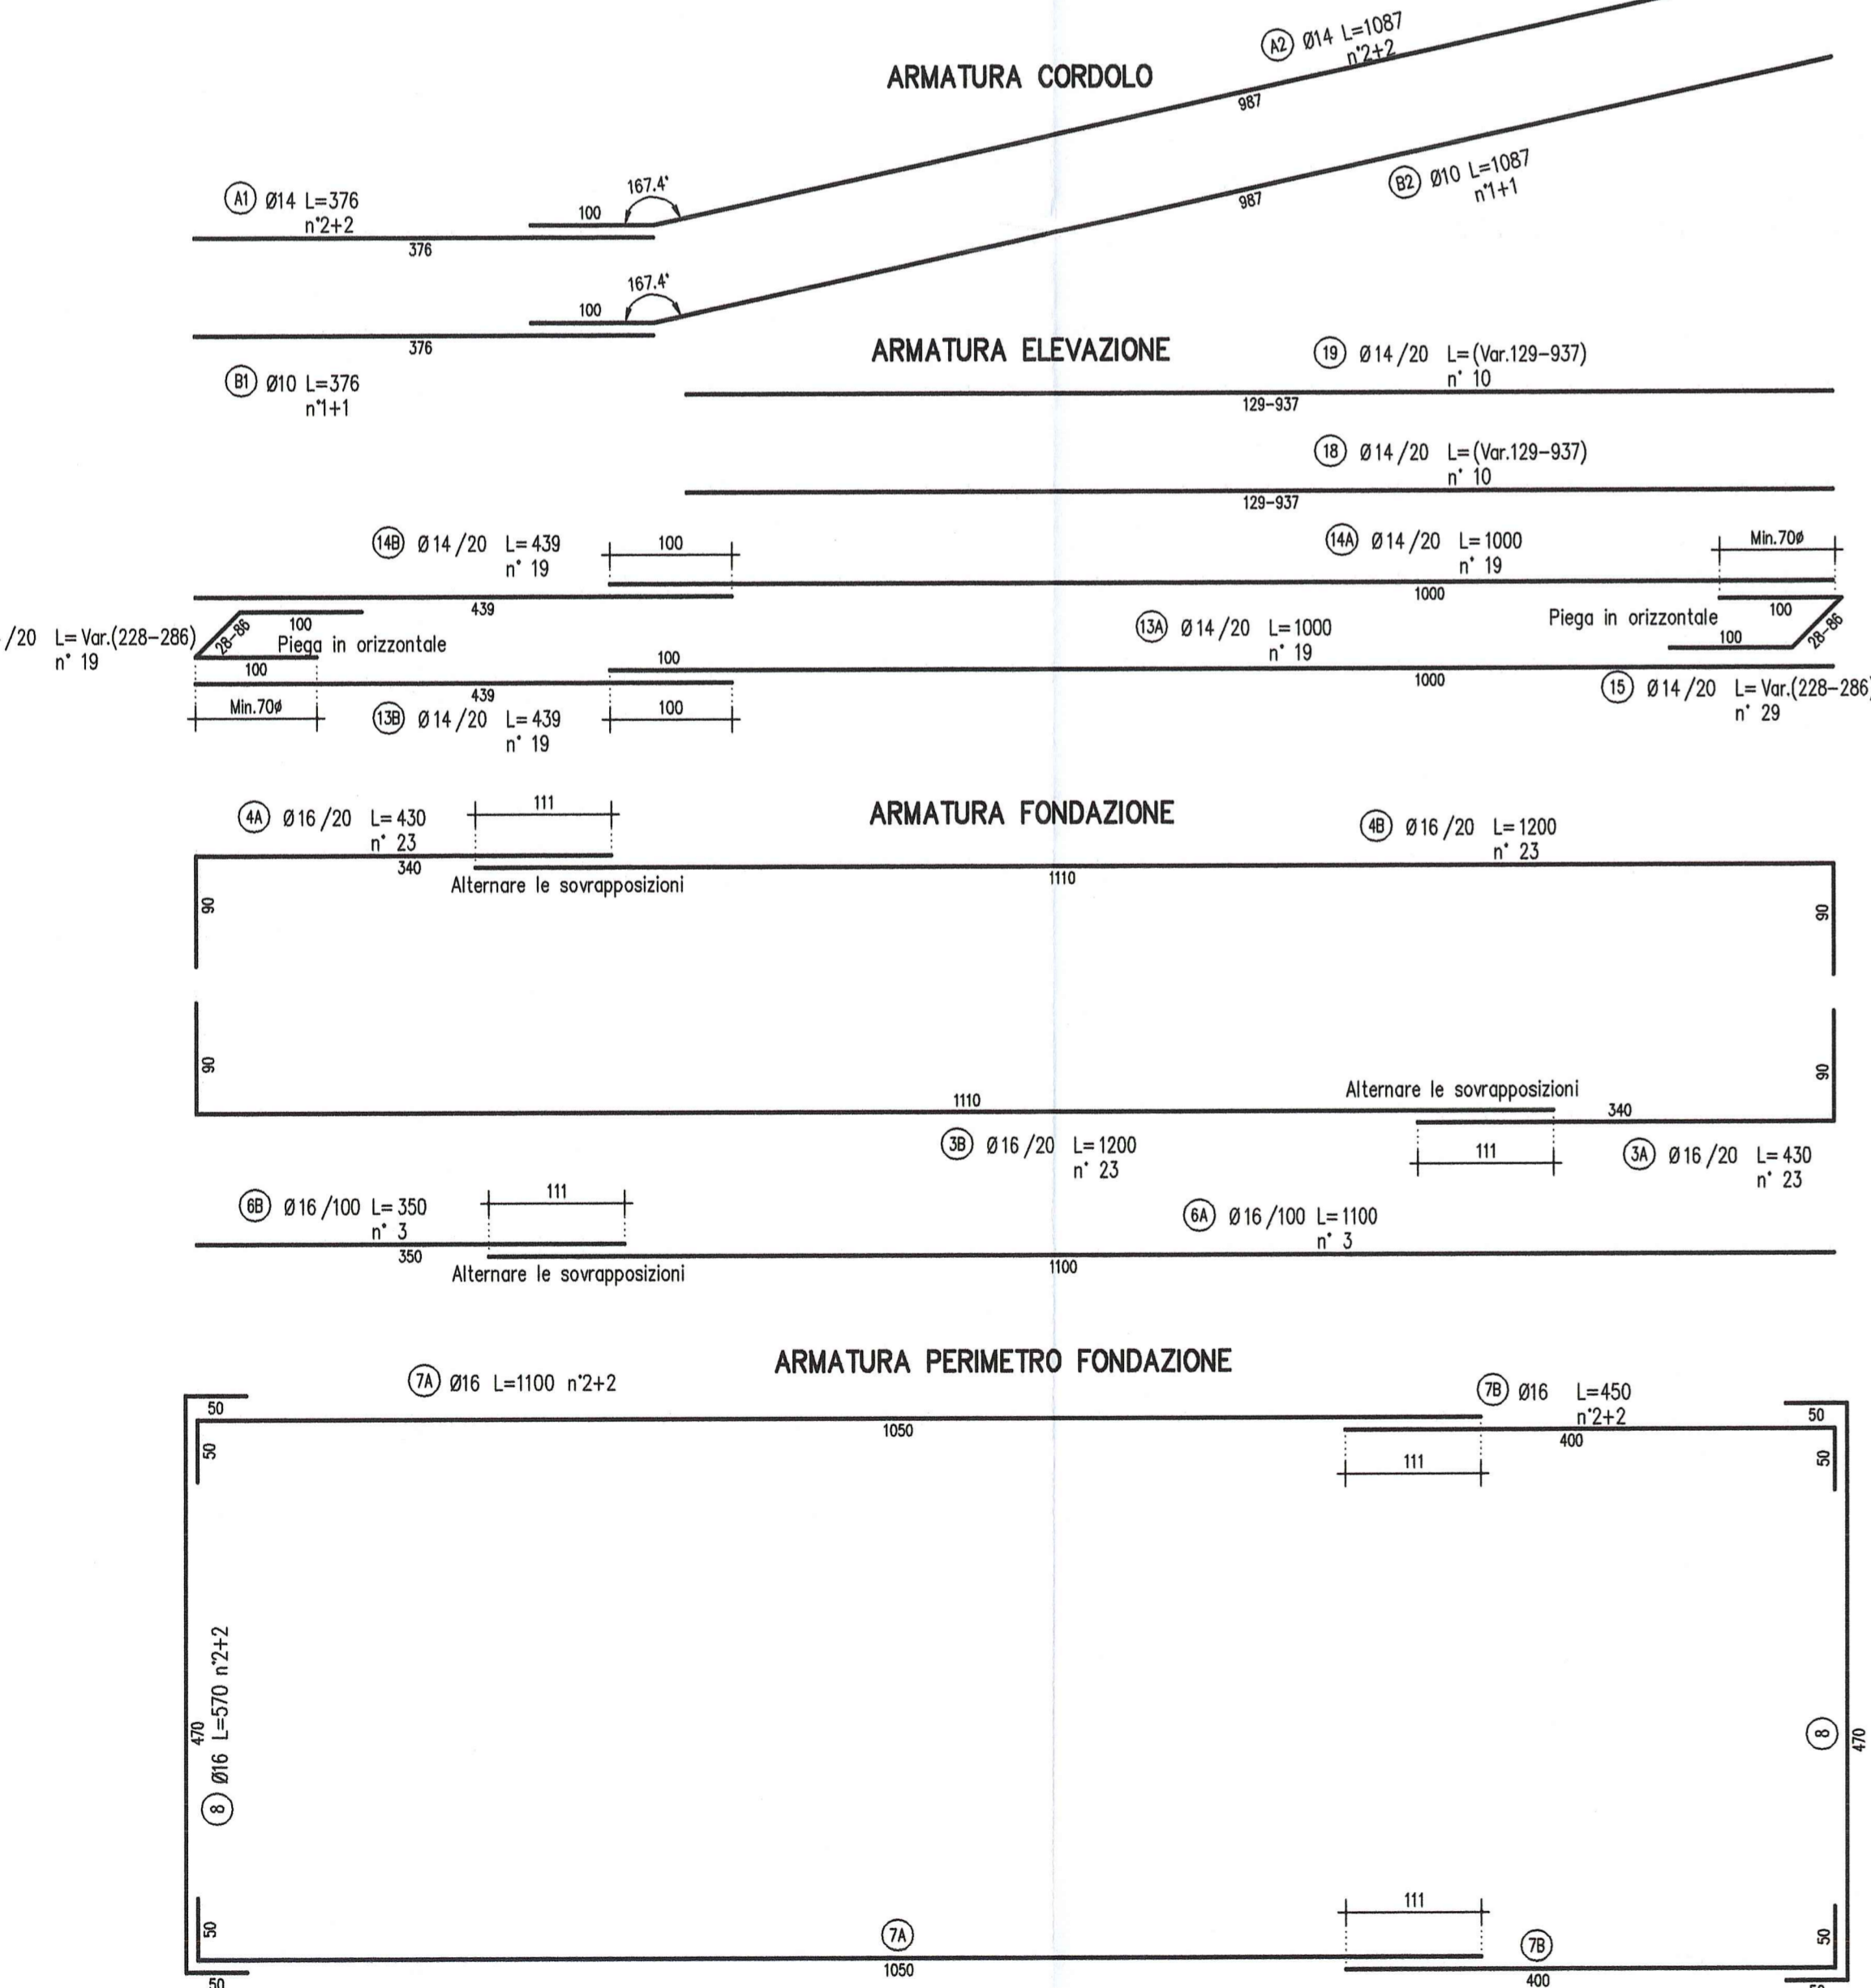 A2 Ø14 L=1087
n°2+2
987
ARMATURA CORDOLO
A1 Ø14 L=376
n°2+2
376
100
167.4°
B2 Ø10 L=1087
n°1+1
987
100
167.4°
376
B1 Ø10 L=376
n°1+1
ARMATURA ELEVAZIONE
19 Ø14/20 L=(Var.129-937)
n° 10
129-937
18 Ø14/20 L=(Var.129-937)
n° 10
129-937
14B Ø14/20 L=439
n° 19
100
439
14A Ø14/20 L=1000
n° 19
Min.70ø
1000
/20 L=Var.(228-286)
n° 19
28-86
100
Piega in orizzontale
100
Min.70ø
439
13B Ø14/20 L=439
n° 19
100
100
13A Ø14/20 L=1000
n° 19
1000
Piega in orizzontale
100
100
28-86
15 Ø14/20 L=Var.(228-286)
n° 29
ARMATURA FONDAZIONE
4A Ø16/20 L=430
n° 23
111
340
Alternare le sovrapposizioni
90
4B Ø16/20 L=1200
n° 23
1110
90
90
1110
3B Ø16/20 L=1200
n° 23
Alternare le sovrapposizioni
340
90
111
3A Ø16/20 L=430
n° 23
6B Ø16/100 L=350
n° 3
111
350
Alternare le sovrapposizioni
6A Ø16/100 L=1100
n° 3
1100
ARMATURA PERIMETRO FONDAZIONE
7A Ø16 L=1100 n°2+2
50
50
1050
7B Ø16 L=450
n°2+2
400
111
50
50
470
8 Ø16 L=570 n°2+2
8
470
50
50
7A
1050
111
7B
400
50
50